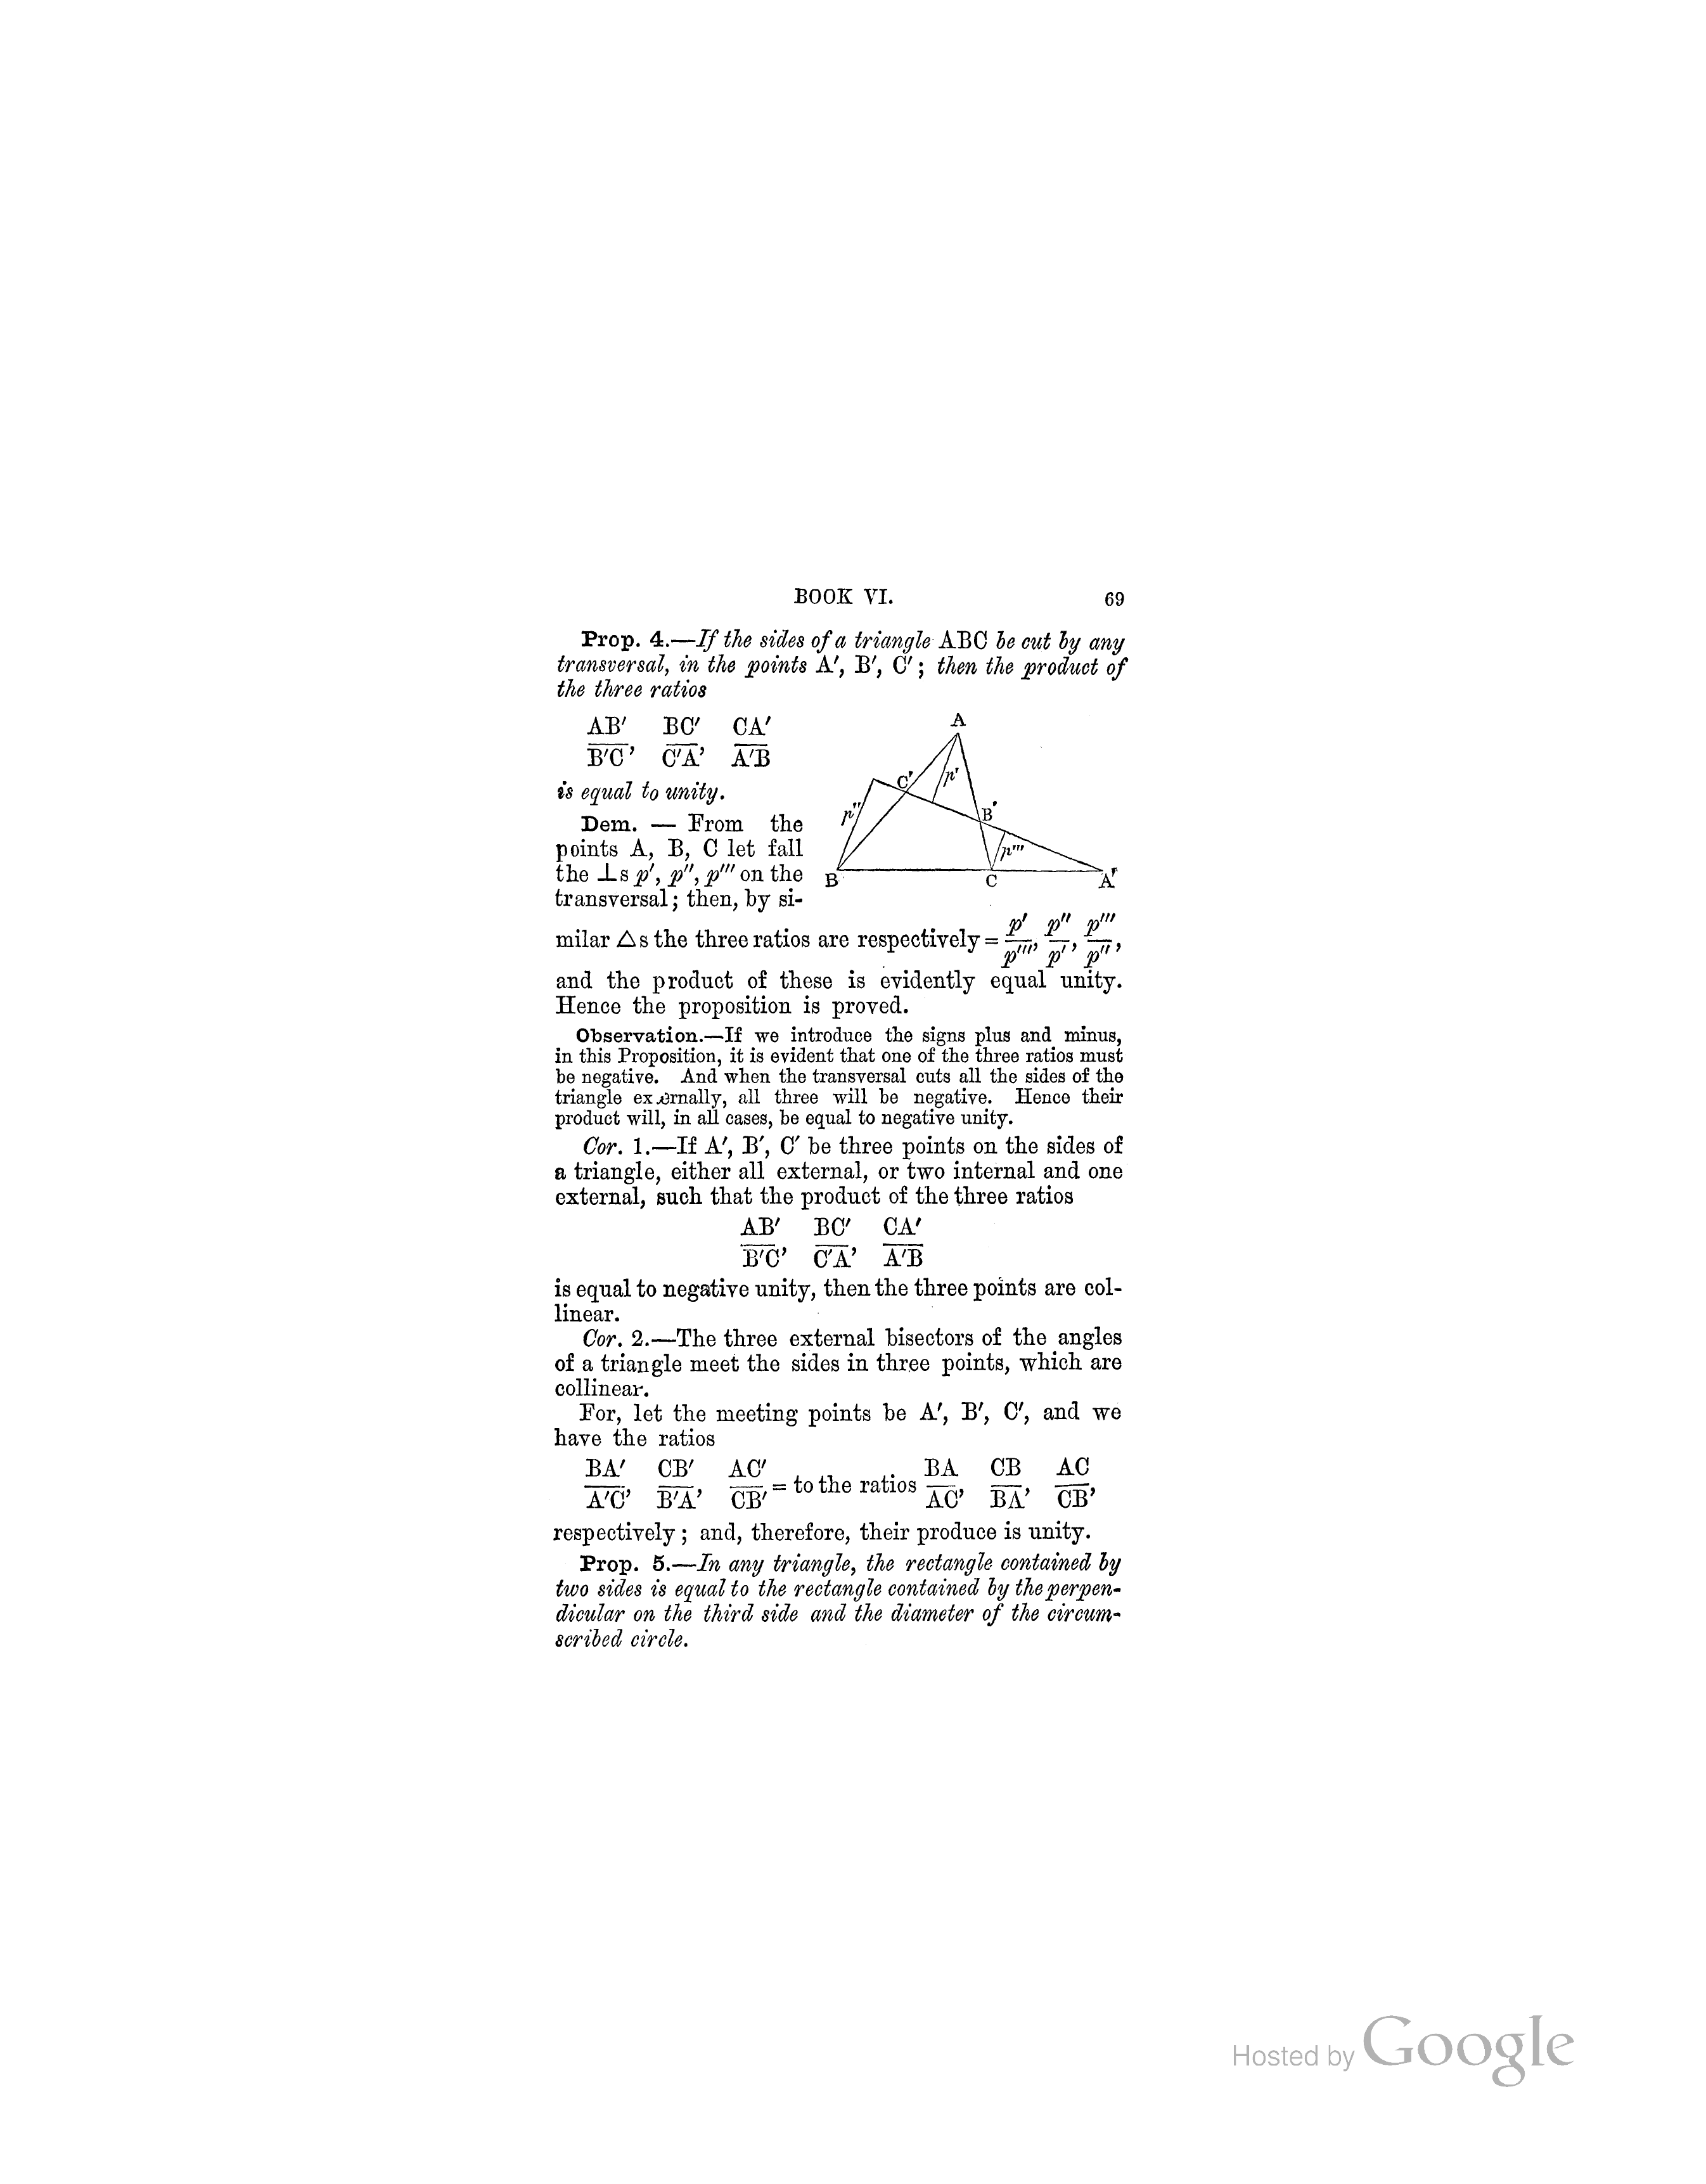 BOOK VI. 69
Prop. 4.—If the sides of a triangle ABC be cut by any
transversal, in the points A′, B′, C′; then the product of
the three ratios
AB′/B′C, BC′/C′A, CA′/A′B
is equal to unity.
Dem. — From the
points A, B, C let fall
the ⊥s p′, p″, p‴ on the
transversal; then, by si-
A
C′
p′
p″
B′
p‴
B
C
A′
milar △s the three ratios are respectively = p′/p‴, p″/p′, p‴/p″,
and the product of these is evidently equal unity.
Hence the proposition is proved.
Observation.—If we introduce the signs plus and minus,
in this Proposition, it is evident that one of the three ratios must
be negative. And when the transversal cuts all the sides of the
triangle externally, all three will be negative. Hence their
product will, in all cases, be equal to negative unity.
Cor. 1.—If A′, B′, C′ be three points on the sides of
a triangle, either all external, or two internal and one
external, such that the product of the three ratios
AB′/B′C, BC′/C′A, CA′/A′B
is equal to negative unity, then the three points are col-
linear.
Cor. 2.—The three external bisectors of the angles
of a triangle meet the sides in three points, which are
collinear.
For, let the meeting points be A′, B′, C′, and we
have the ratios
BA′/A′C, CB′/B′A, AC′/CB′ = to the ratios BA/AC, CB/BA, AC/CB,
respectively; and, therefore, their produce is unity.
Prop. 5.—In any triangle, the rectangle contained by
two sides is equal to the rectangle contained by the perpen-
dicular on the third side and the diameter of the circum-
scribed circle.
Hosted by Google